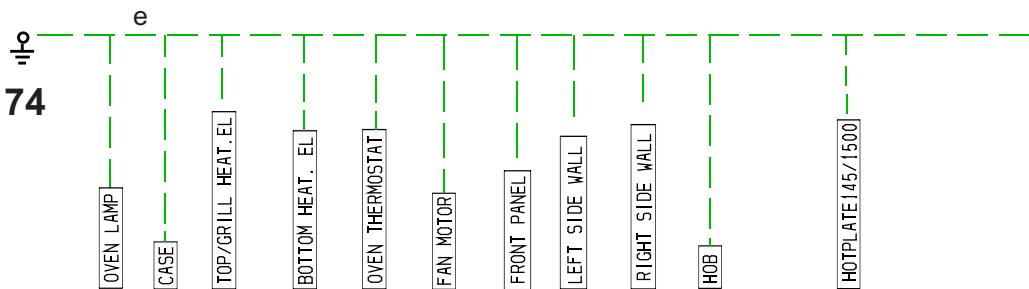 e
74
OVEN LAMP
CASE
TOP/GRILL HEAT.EL
BOTTOM HEAT. EL
OVEN THERMOSTAT
FAN MOTOR
FRONT PANEL
LEFT SIDE WALL
RIGHT SIDE WALL
HOB
HOTPLATE145/1500